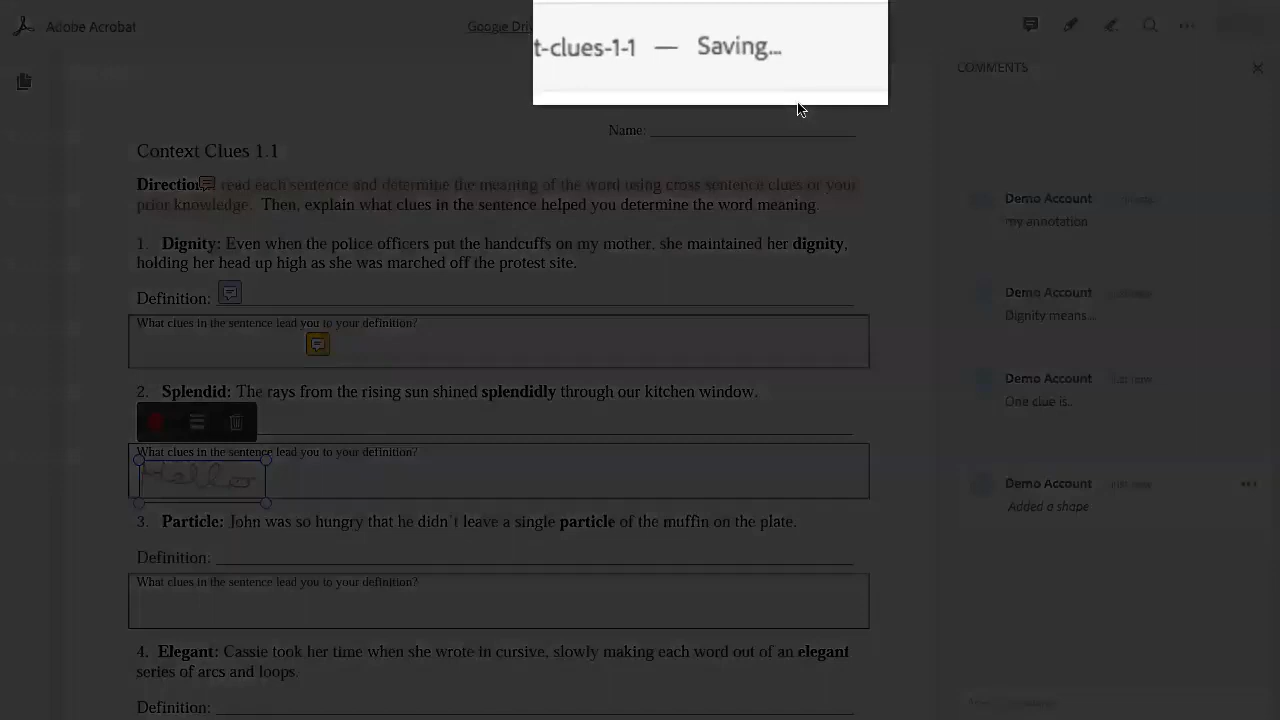 Adobe Acrobat
Google Driv
t-clues-1-1 — Saving...
COMMENTS
Name:
Context Clues 1.1
read each sentence and determine the meaning of the word using cross sentence clues or your
prior knowledge. Then, explain what clues in the sentence helped you determine the word meaning.
1. Dignity: Even when the police officers put the handcuffs on my mother, she maintained her dignity,
holding her head up high as she was marched off the protest site.
Definition:
What clues in the sentence lead you to your definition?
2. Splendid: The rays from the rising sun shined splendidly through our kitchen window.
What clues in the sentence lead you to your definition?
Hello
3. Particle: John was so hungry that he didn't leave a single particle of the muffin on the plate.
Definition:
What clues in the sentence lead you to your definition?
4. Elegant: Cassie took her time when she wrote in cursive, slowly making each word out of an elegant
series of arcs and loops.
Definition:
Demo Account
my annotation
Demo Account
Dignity means...
Demo Account Just now
One clue is..
Demo Account Just now
Added a shape